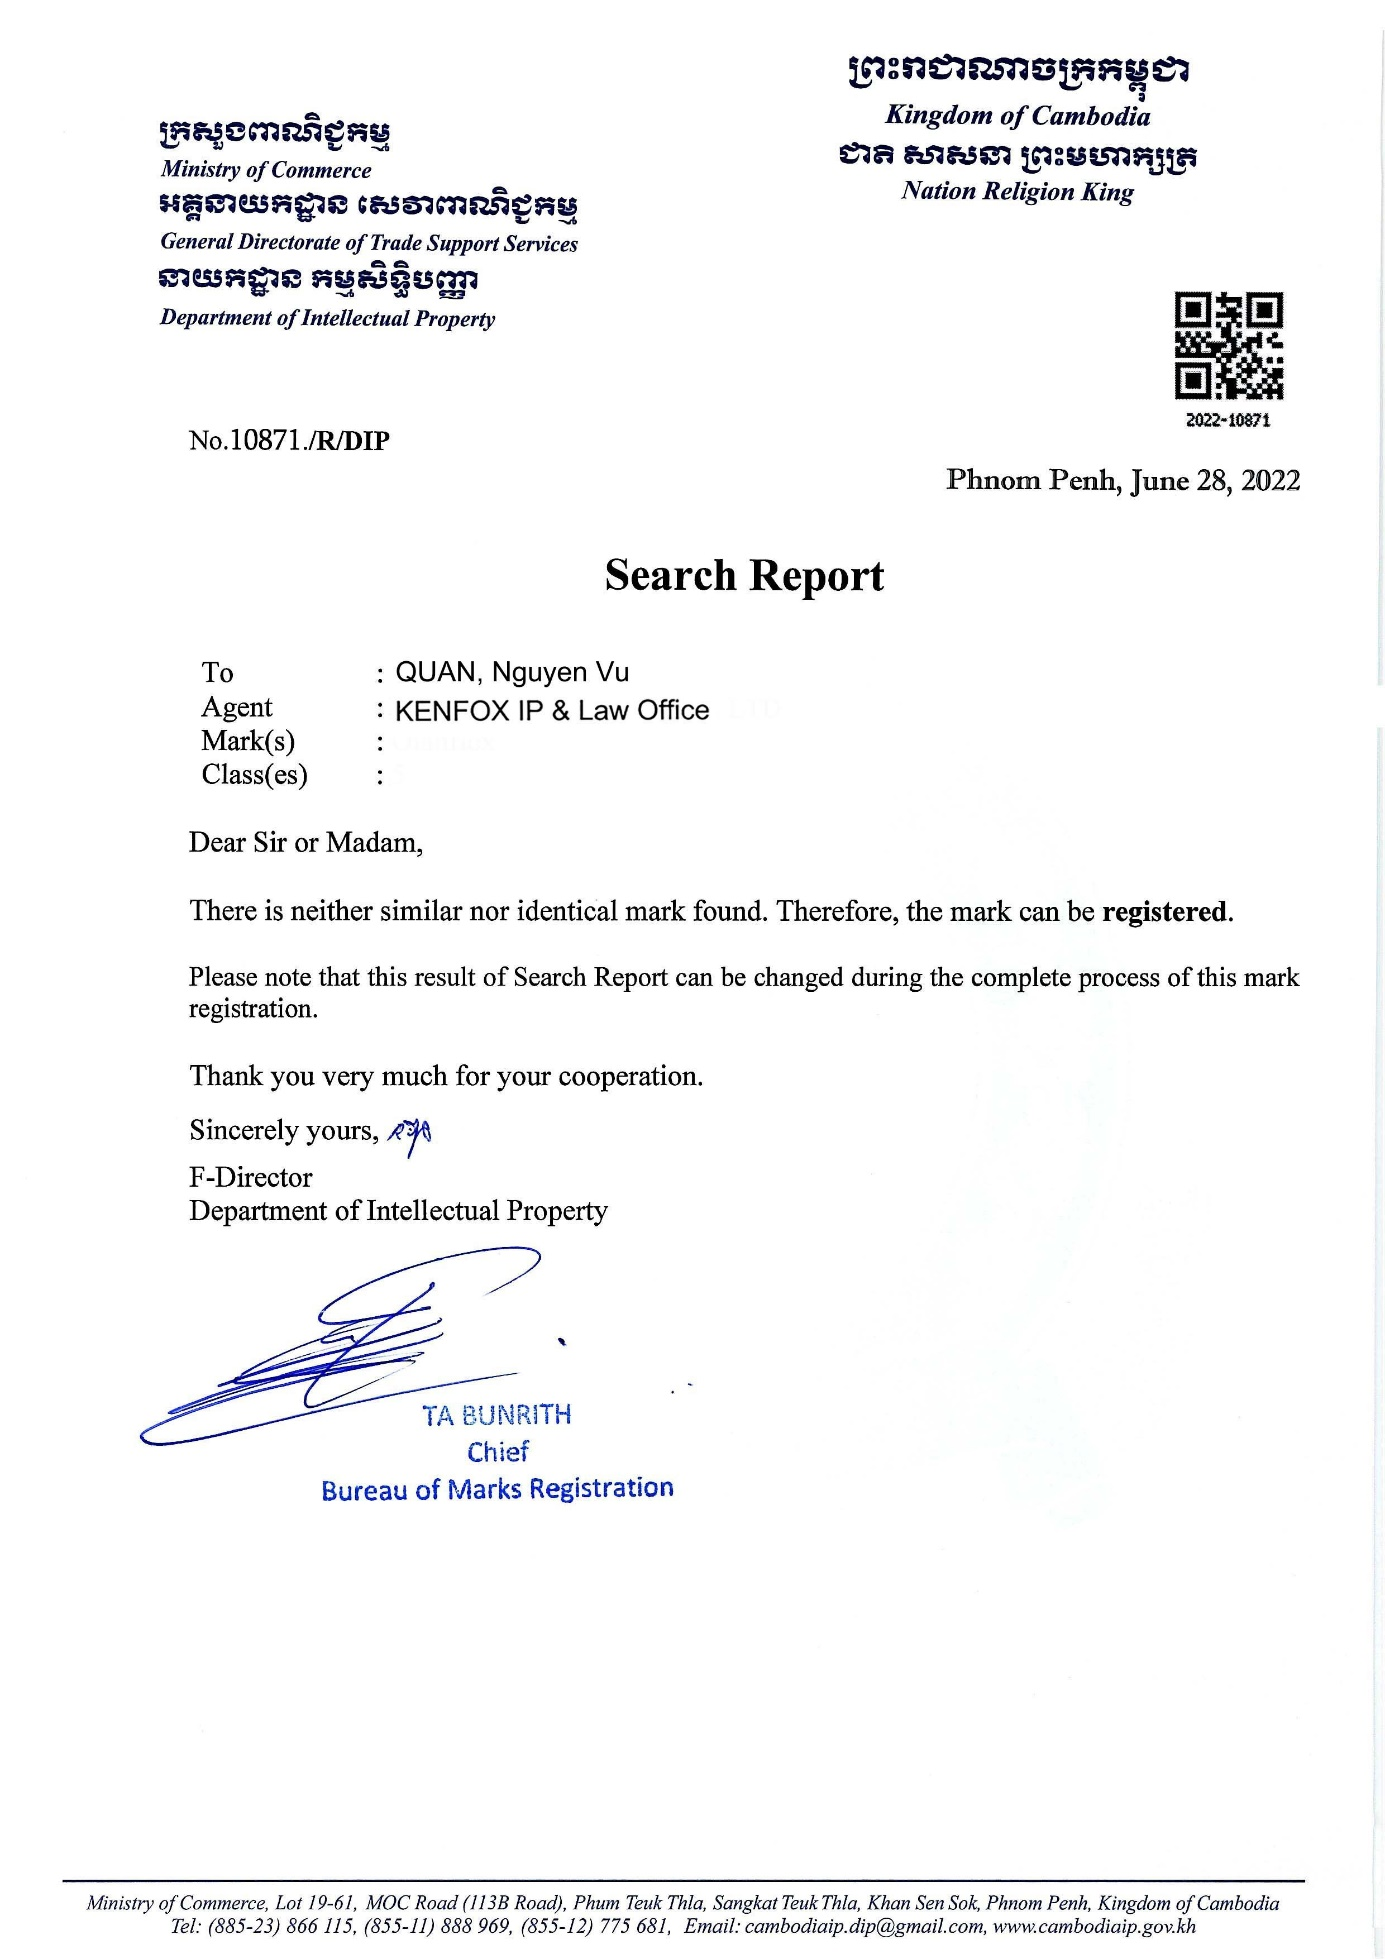 ព្រះរាជាណាចក្រកម្ពុជា
Kingdom of Cambodia
ជាតិ សាសនា ព្រះមហាក្សត្រ
Nation Religion King
ក្រសួងពាណិជ្ជកម្ម
Ministry of Commerce
អគ្គនាយកដ្ឋាន សេវាពាណិជ្ជកម្ម
General Directorate of Trade Support Services
នាយកដ្ឋាន កម្មសិទ្ធិបញ្ញា
Department of Intellectual Property
2022-10871
No.10871./R/DIP
Phnom Penh, June 28, 2022
Search Report
To : QUAN, Nguyen Vu
Agent : KENFOX IP & Law Office
Mark(s) :
Class(es) :
Dear Sir or Madam,
There is neither similar nor identical mark found. Therefore, the mark can be registered.
Please note that this result of Search Report can be changed during the complete process of this mark
registration.
Thank you very much for your cooperation.
Sincerely yours,
F-Director
Department of Intellectual Property
TA BUNRITH
Chief
Bureau of Marks Registration
Ministry of Commerce, Lot 19-61, MOC Road (113B Road), Phum Teuk Thla, Sangkat Teuk Thla, Khan Sen Sok, Phnom Penh, Kingdom of Cambodia
Tel: (885-23) 866 115, (855-11) 888 969, (855-12) 775 681, Email: cambodiaip.dip@gmail.com, www.cambodiaip.gov.kh